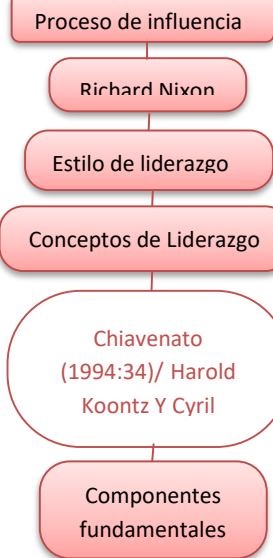 Proceso de influencia
Richard Nixon
Estilo de liderazgo
Conceptos de Liderazgo
Chiavenato
(1994:34)/ Harold
Koontz Y Cyril
Componentes
fundamentales